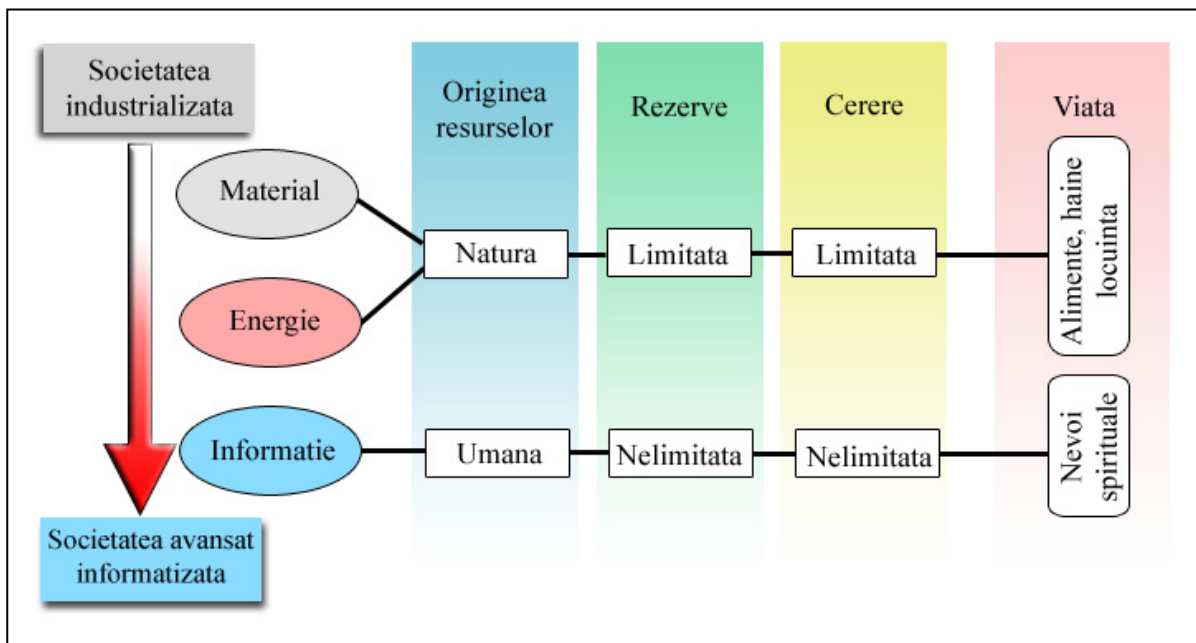 Societatea
industrializata
Originea
resurselor
Rezerve
Cerere
Viata
Material
Energie
Natura
Limitata
Limitata
Alimente, haine
locuinta
Informatie
Umana
Nelimitata
Nelimitata
Nevoi
spirituale
Societatea avansat
informatizata